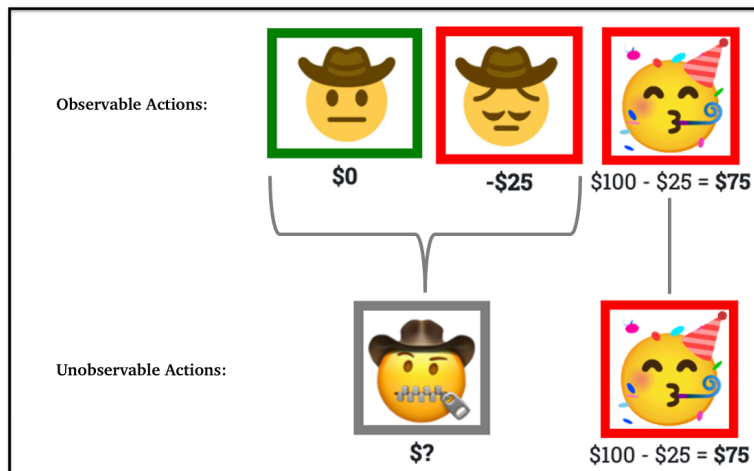 Observable Actions:
$0
-$25
$100 - $25 = $75
Unobservable Actions:
$?
$100 - $25 = $75